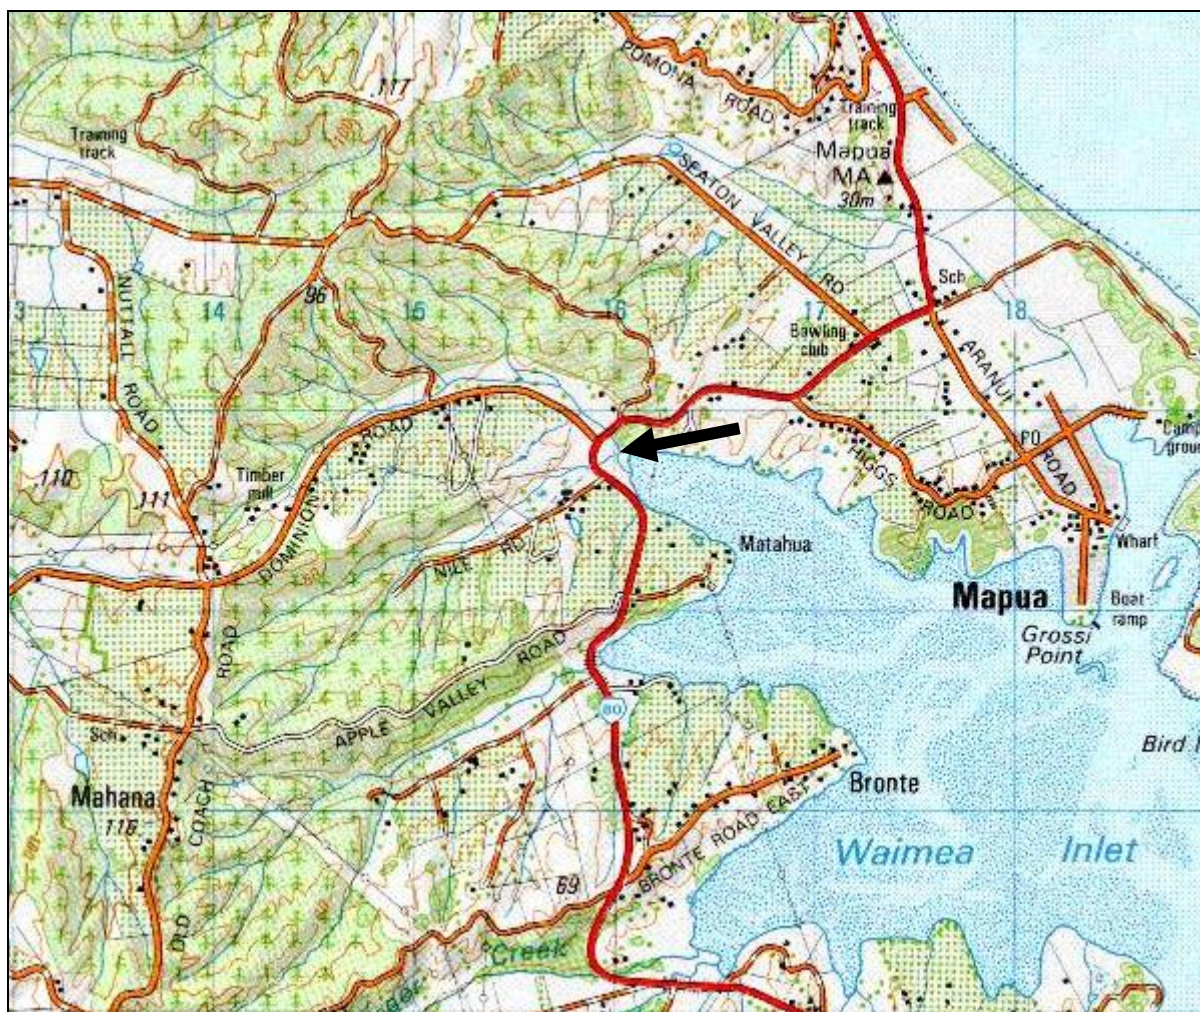 POMONA
ROAD
.117
Training
track
Training
track
Mapua
MA
30m
SEATON VALLEY RD
NUTTALL
ROAD
96
14
15
16
17
18
Sch
Bowling
club
ARANUI
ROAD
PO
HIGGS
ROAD
DOMINION
ROAD
Timber
mill
.110
.111
NILE RD
Matahua
Wharf
Mapua
Boat
ramp
Grossi
Point
ROAD
APPLE VALLEY ROAD
80
Sch
Mahana
116
COACH
OLD
Bronte
BRONTE ROAD EAST
69
Waimea Inlet
Creek
Bird